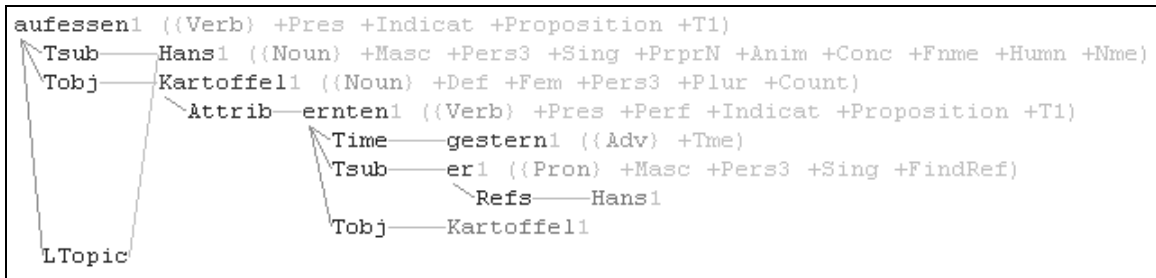 aufessen1 ({Verb} +Pres +Indicat +Proposition +T1)
Tsub Hans1 ({Noun} +Masc +Pers3 +Sing +PrprN +Anim +Conc +Fnme +Humn +Nme)
Tobj Kartoffel1 ({Noun} +Def +Fem +Pers3 +Plur +Count)
Attrib ernten1 ({Verb} +Pres +Perf +Indicat +Proposition +T1)
Time gestern1 ({Adv} +Tme)
Tsub er1 ({Pron} +Masc +Pers3 +Sing +FindRef)
Refs Hans1
Tobj Kartoffel1
LTopic